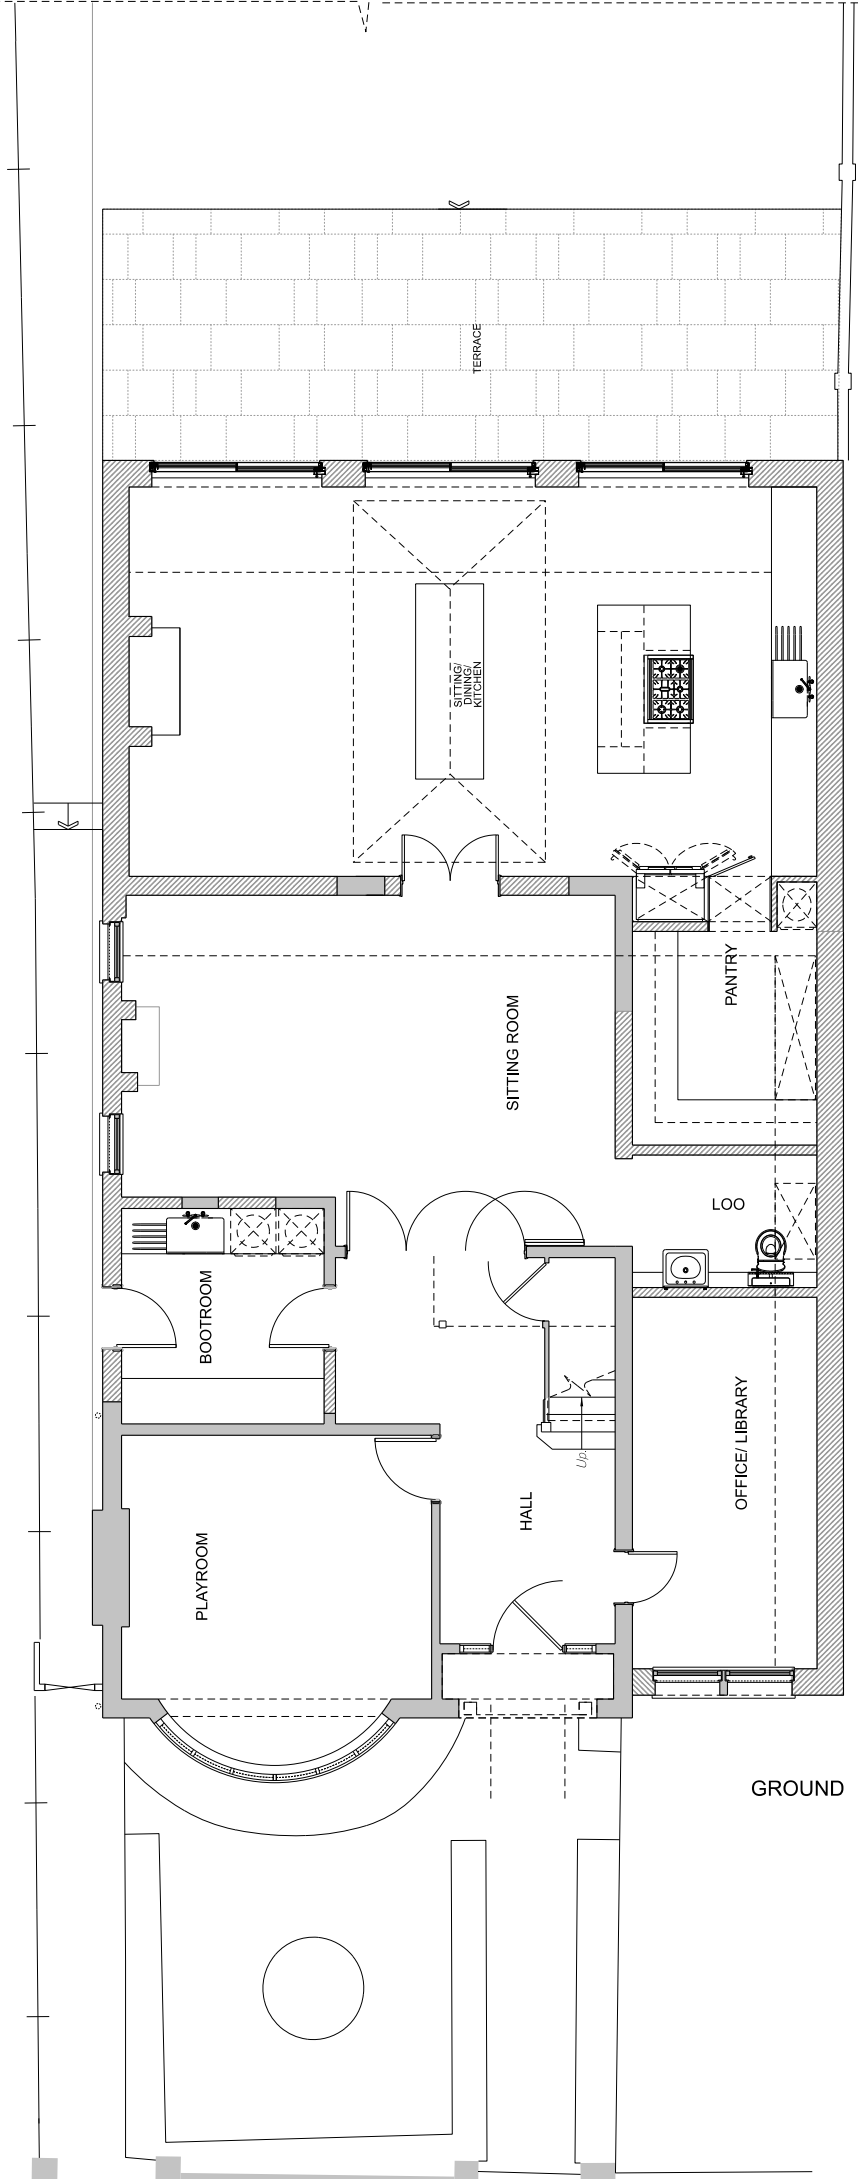 TERRACE
SITTING/
DINING/
KITCHEN
PANTRY
SITTING ROOM
LOO
BOOTROOM
OFFICE/ LIBRARY
Up.
HALL
PLAYROOM
GROUND